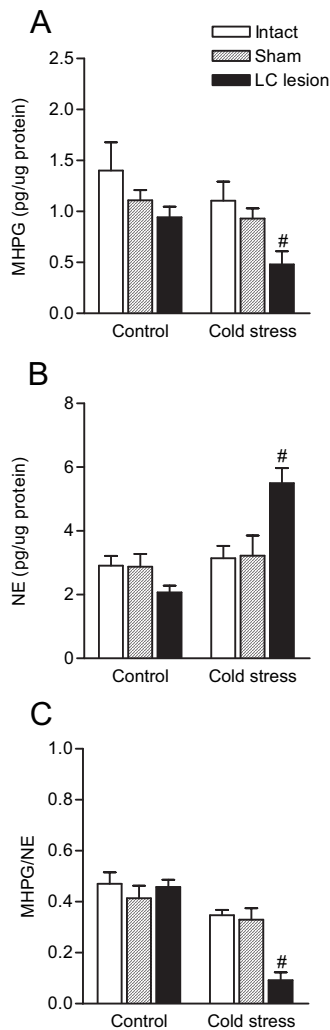 A
Intact
Sham
LC lesion
MHPG (pg/ug protein)
2.5
2.0
1.5
1.0
0.5
0.0
#
Control
Cold stress
B
NE (pg/ug protein)
8
6
4
2
0
#
Control
Cold stress
C
MHPG/NE
1.0
0.8
0.6
0.4
0.2
0.0
#
Control
Cold stress